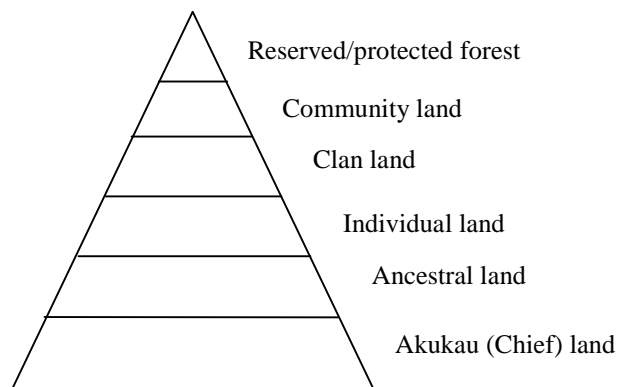 Reserved/protected forest
Community land
Clan land
Individual land
Ancestral land
Akukau (Chief) land